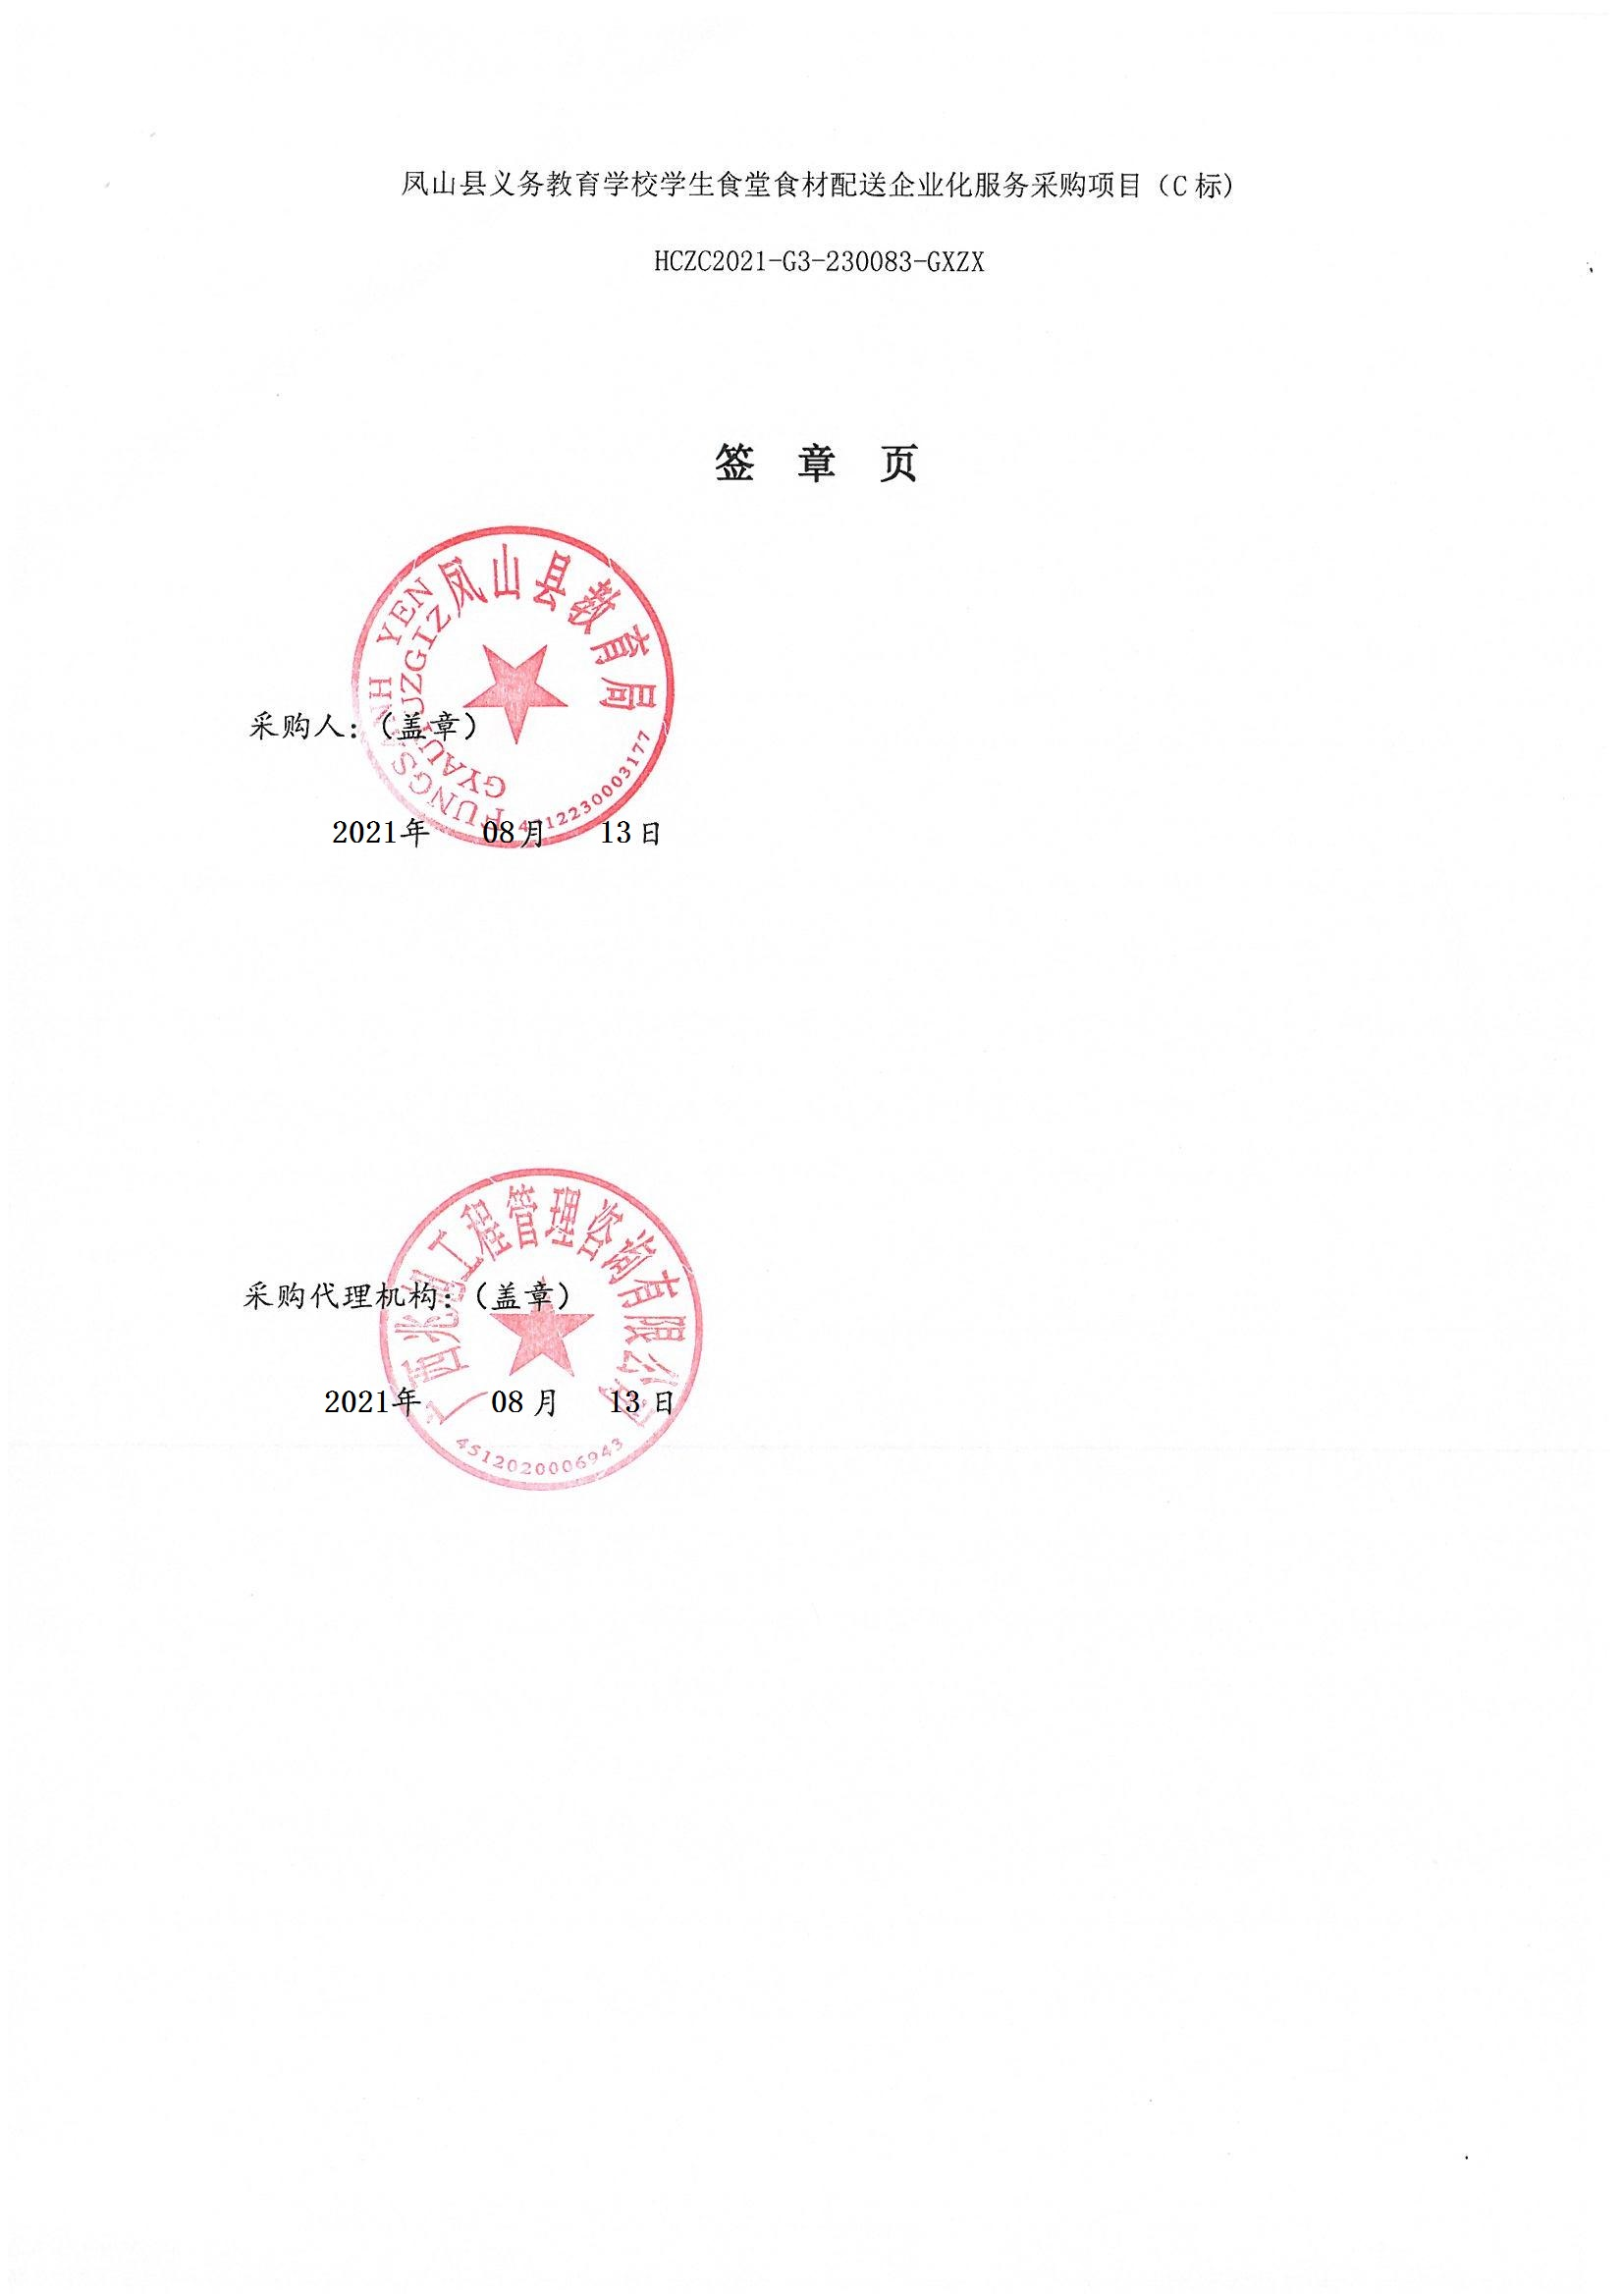 凤山县义务教育学校学生食堂食材配送企业化服务采购项目（C 标)
HCZC2021-G3-230083-GXZX
签 章 页
凤山县教育局
FUNGSANH YEN
GYAUYUZGIZ
4512230003177
采购人：（盖章）
2021年 08月 13日
工程管理咨询有限公司
广西兆
采购代理机构：（盖章）
2021年 08月 13日
4512020006943